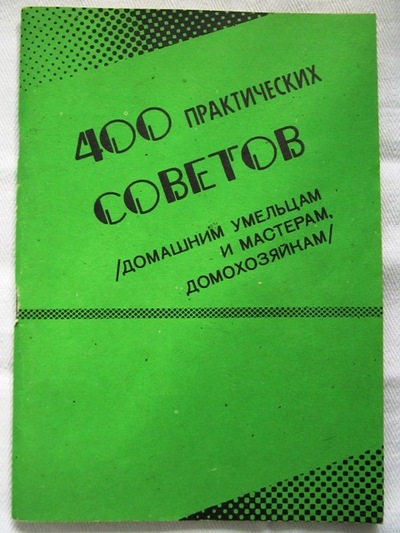 400 ПРАКТИЧЕСКИХ
СОВЕТОВ
/ДОМАШНИМ УМЕЛЬЦАМ
И МАСТЕРАМ,
ДОМОХОЗЯЙКАМ/